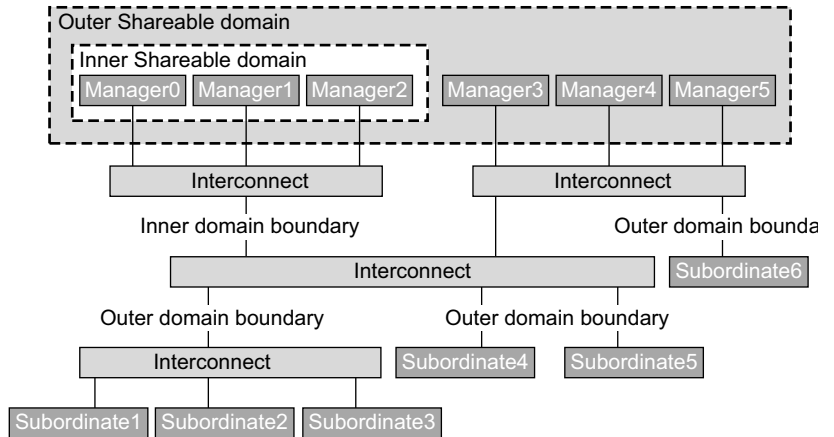 Outer Shareable domain
Inner Shareable domain
Manager0 Manager1 Manager2 Manager3 Manager4 Manager5
Interconnect Interconnect
Inner domain boundary Outer domain bounda
Interconnect Subordinate6
Outer domain boundary Outer domain boundary
Interconnect Subordinate4 Subordinate5
Subordinate1 Subordinate2 Subordinate3